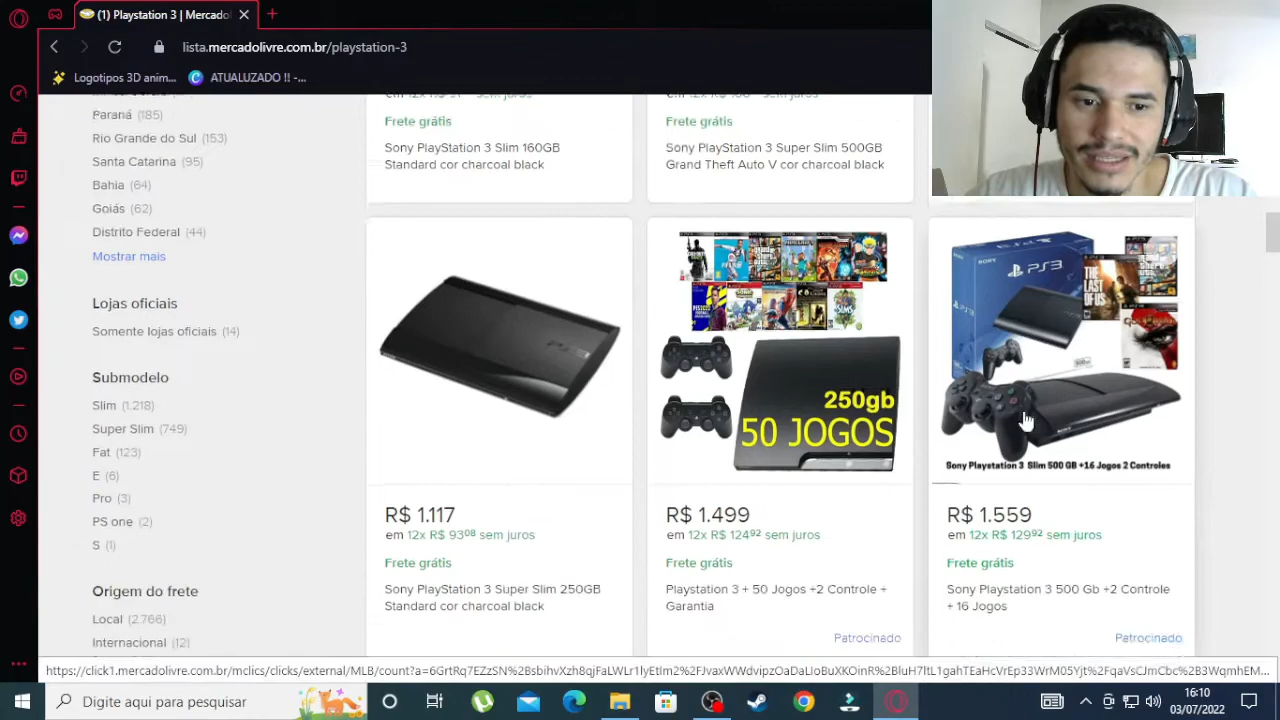 (1) Playstation 3 | Mercado
lista.mercadolivre.com.br/playstation-3
Logotipos 3D anim...
ATUALUZADO !! -...
Paraná (185)
Rio Grande do Sul (153)
Santa Catarina (95)
Bahia (64)
Goiás (62)
Distrito Federal (44)
Mostrar mais
Lojas oficiais
Somente lojas oficiais (14)
Submodelo
Slim (1.218)
Super Slim (749)
Fat (123)
E (6)
Pro (3)
PS one (2)
S (1)
Origem do frete
Local (2.766)
Internacional (12)
Frete grátis
Sony PlayStation 3 Slim 160GB
Standard cor charcoal black
Frete grátis
Sony PlayStation 3 Super Slim 500GB
Grand Theft Auto V cor charcoal black
R$ 1.117
em 12x R$ 93⁰⁸ sem juros
Frete grátis
Sony PlayStation 3 Super Slim 250GB
Standard cor charcoal black
250gb
50 JOGOS
R$ 1.499
em 12x R$ 124⁹² sem juros
Frete grátis
Playstation 3 + 50 Jogos +2 Controle +
Garantia
Patrocinado
SONY
PS3
THE LAST OF US
500GB
Sony Playstation 3 Slim 500 GB +16 Jogos 2 Controles
R$ 1.559
em 12x R$ 129⁹² sem juros
Frete grátis
Sony Playstation 3 500 Gb +2 Controle
+ 16 Jogos
Patrocinado
Digite aqui para pesquisar
16:10
03/07/2022